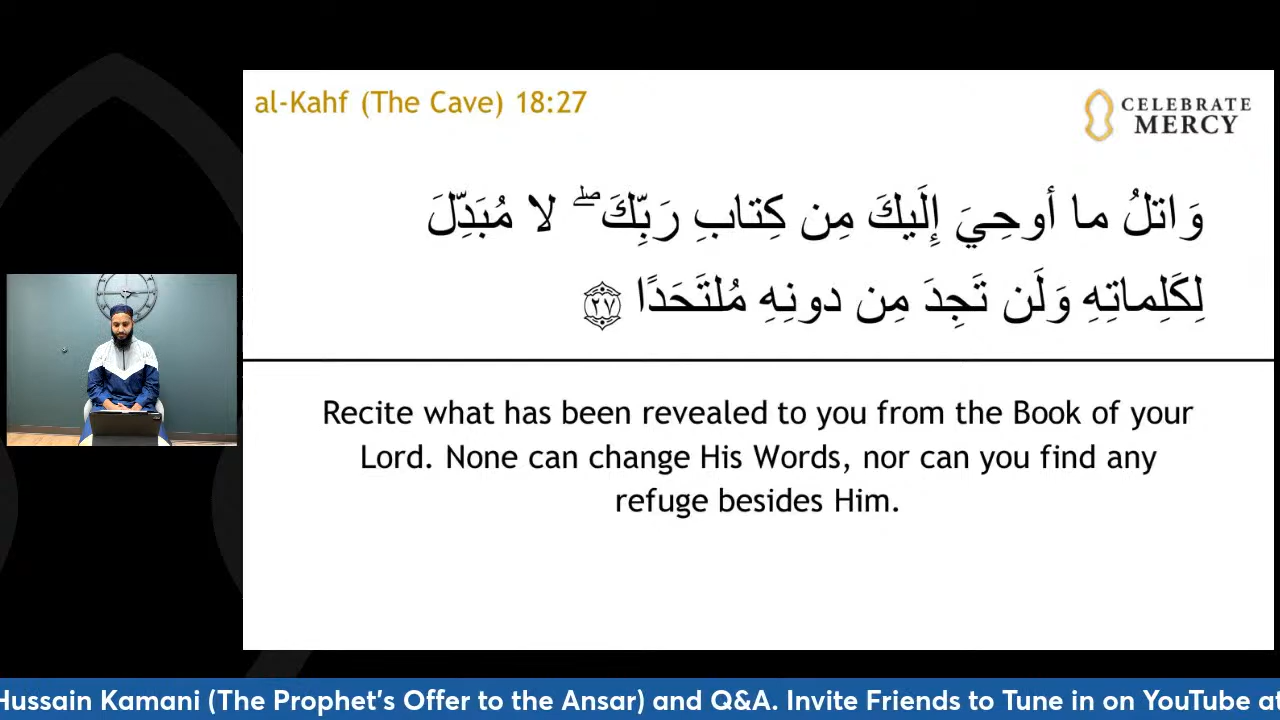 al-Kahf (The Cave) 18:27
CELEBRATE
MERCY
وَاتلُ ما أوحِيَ إِلَيكَ مِن كِتابِ رَبِّكَ ۖ لا مُبَدِّلَ
لِكَلِماتِهِ وَلَن تَجِدَ مِن دونِهِ مُلتَحَدًا ﴿٢٧﴾
Recite what has been revealed to you from the Book of your
Lord. None can change His Words, nor can you find any
refuge besides Him.
Hussain Kamani (The Prophet's Offer to the Ansar) and Q&A. Invite Friends to Tune in on YouTube at